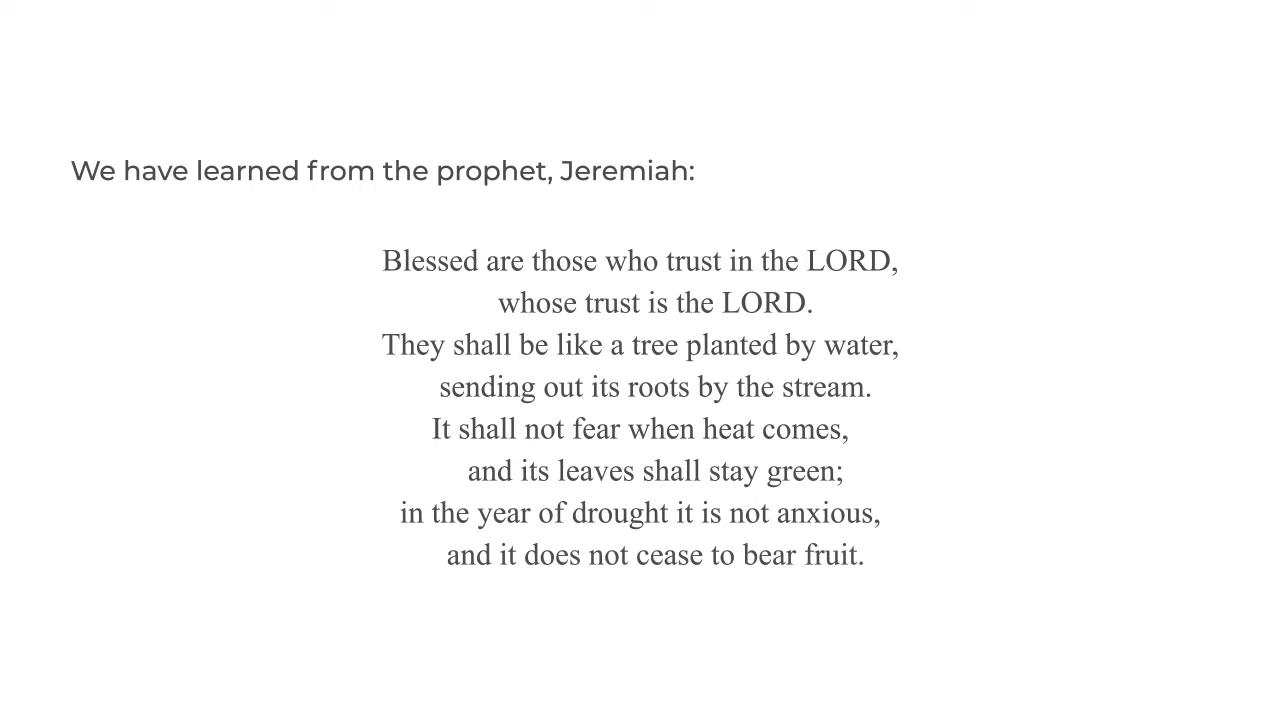 We have learned from the prophet, Jeremiah:
Blessed are those who trust in the LORD,
whose trust is the LORD.
They shall be like a tree planted by water,
sending out its roots by the stream.
It shall not fear when heat comes,
and its leaves shall stay green;
in the year of drought it is not anxious,
and it does not cease to bear fruit.